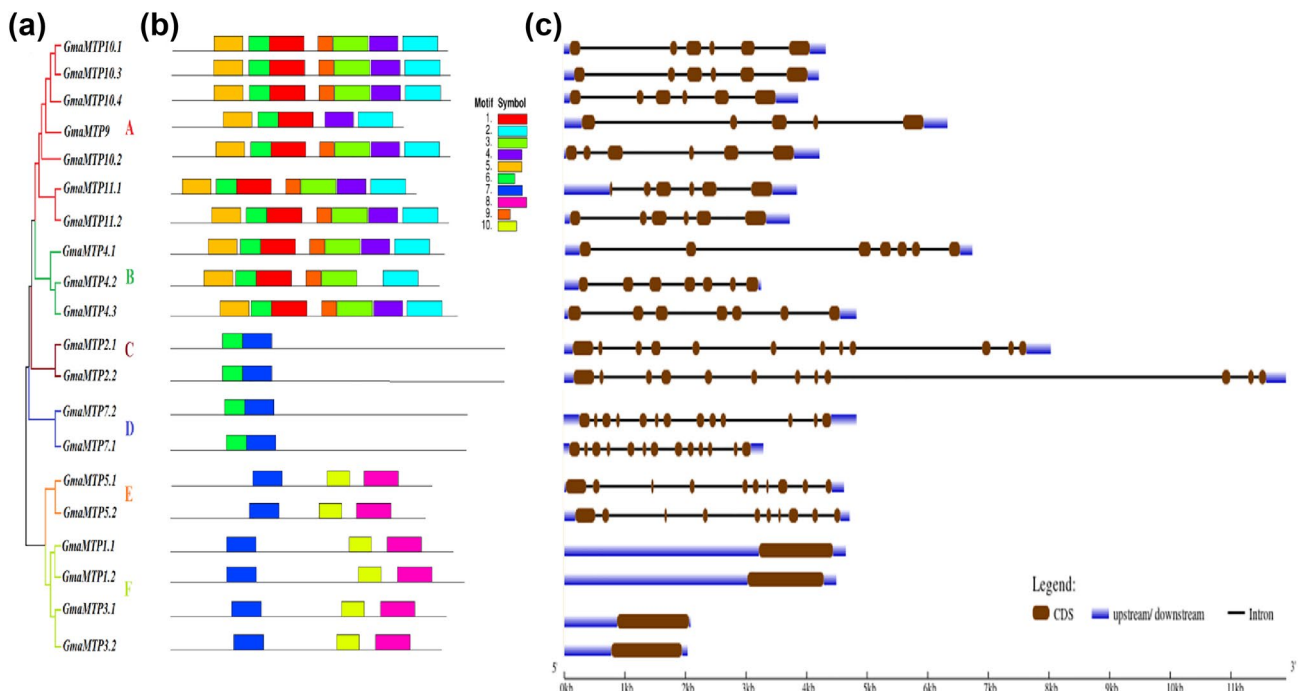 (a) (b) (c)
GmaMTP10.1
GmaMTP10.3
GmaMTP10.4
GmaMTP9
A
GmaMTP10.2
GmaMTP11.1
GmaMTP11.2
GmaMTP4.1
GmaMTP4.2
B
GmaMTP4.3
GmaMTP2.1
C
GmaMTP2.2
GmaMTP7.2
D
GmaMTP7.1
GmaMTP5.1
E
GmaMTP5.2
GmaMTP1.1
GmaMTP1.2
F
GmaMTP3.1
GmaMTP3.2
Motif Symbol
1.
2.
3.
4.
5.
6.
7.
8.
9.
10.
Legend:
CDS upstream/ downstream Intron
5' 3'
0kb 1kb 2kb 3kb 4kb 5kb 6kb 7kb 8kb 9kb 10kb 11kb